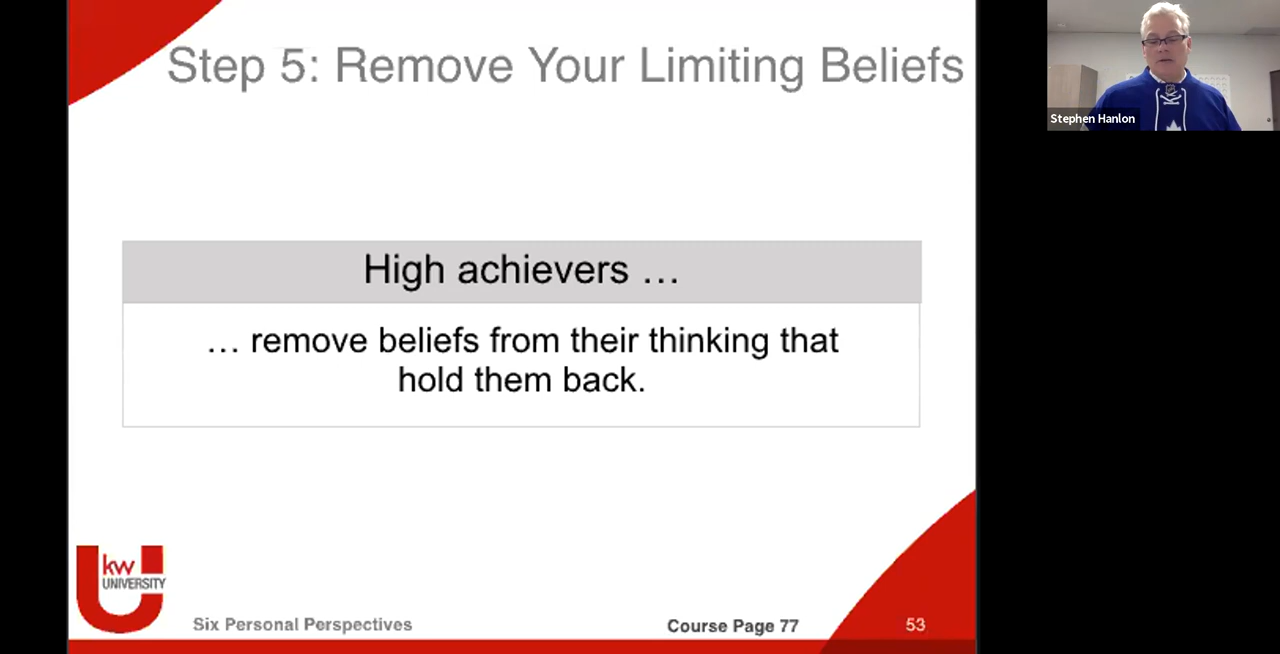 Step 5: Remove Your Limiting Beliefs
Stephen Hanlon
High achievers …
… remove beliefs from their thinking that
hold them back.
kw
UNIVERSITY
Six Personal Perspectives
Course Page 77
53